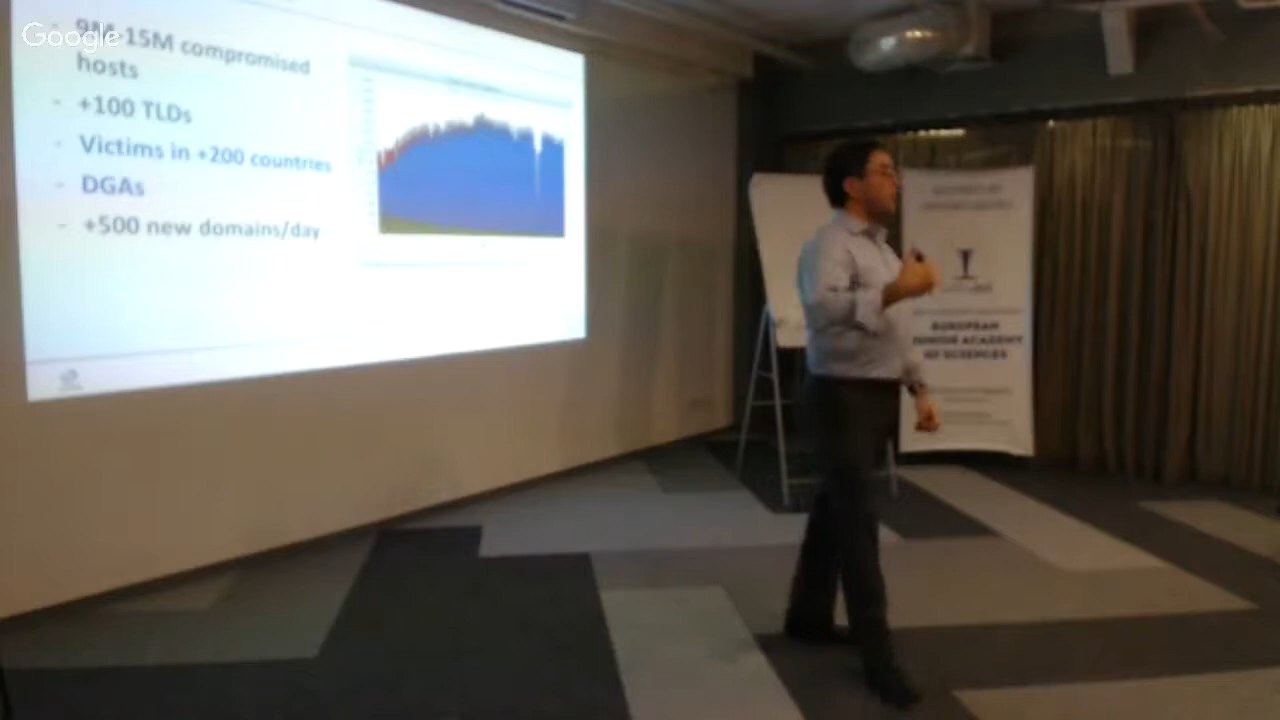 Google
9M-15M compromised
hosts
- +100 TLDs
- Victims in +200 countries
- DGAs
- +500 new domains/day
EUROPEAN
JUNIOR ACADEMY
OF SCIENCES